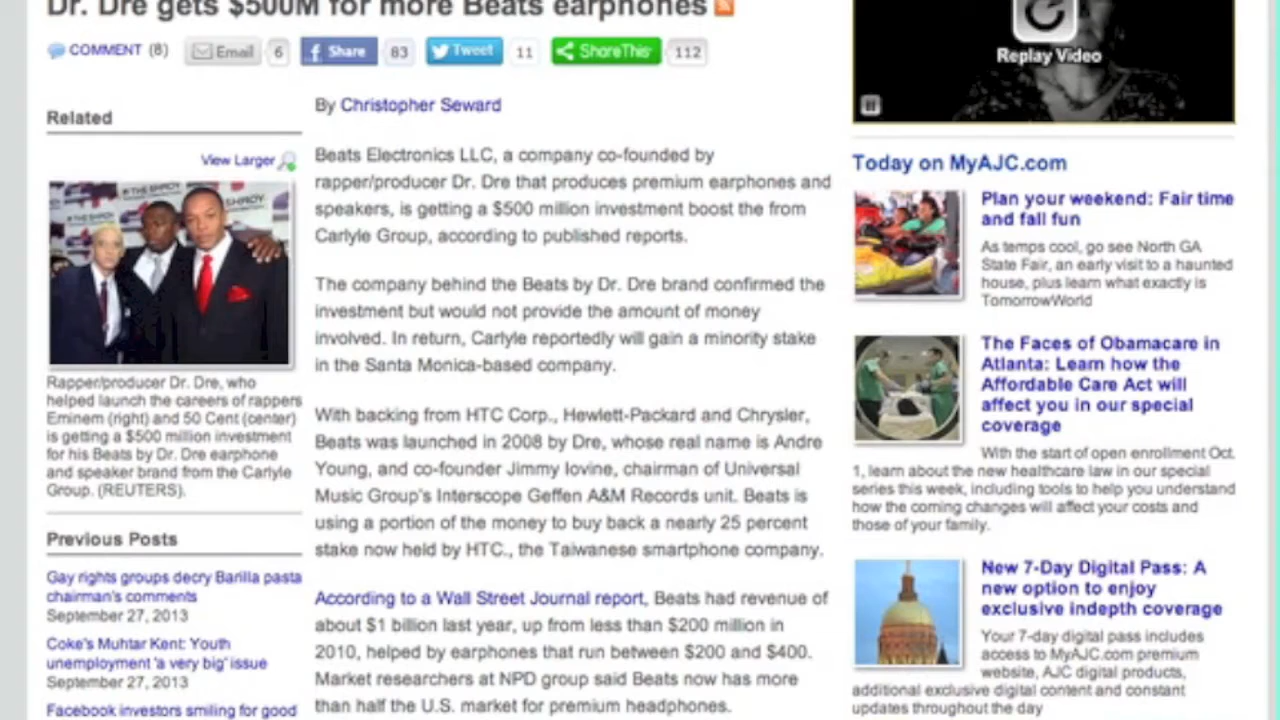 Dr. Dre gets $500M for more Beats earphones
COMMENT (8)
Email
6
f Share
83
Tweet
11
ShareThis
112
Related
View Larger
Rapper/producer Dr. Dre, who
helped launch the careers of rappers
Eminem (right) and 50 Cent (center)
is getting a $500 million investment
for his Beats by Dr. Dre earphone
and speaker brand from the Carlyle
Group. (REUTERS).
Previous Posts
Gay rights groups decry Barilla pasta
chairman's comments
September 27, 2013
Coke's Muhtar Kent: Youth
unemployment 'a very big' issue
September 27, 2013
Facebook investors smiling for good
By Christopher Seward
Beats Electronics LLC, a company co-founded by
rapper/producer Dr. Dre that produces premium earphones and
speakers, is getting a $500 million investment boost the from
Carlyle Group, according to published reports.
The company behind the Beats by Dr. Dre brand confirmed the
investment but would not provide the amount of money
involved. In return, Carlyle reportedly will gain a minority stake
in the Santa Monica-based company.
With backing from HTC Corp., Hewlett-Packard and Chrysler,
Beats was launched in 2008 by Dre, whose real name is Andre
Young, and co-founder Jimmy Iovine, chairman of Universal
Music Group's Interscope Geffen A&M Records unit. Beats is
using a portion of the money to buy back a nearly 25 percent
stake now held by HTC., the Taiwanese smartphone company.
According to a Wall Street Journal report, Beats had revenue of
about $1 billion last year, up from less than $200 million in
2010, helped by earphones that run between $200 and $400.
Market researchers at NPD group said Beats now has more
than half the U.S. market for premium headphones.
Replay Video
Today on MyAJC.com
Plan your weekend: Fair time
and fall fun
As temps cool, go see North GA
State Fair, an early visit to a haunted
house, plus learn what exactly is
TomorrowWorld
The Faces of Obamacare in
Atlanta: Learn how the
Affordable Care Act will
affect you in our special
coverage
With the start of open enrollment Oct.
1, learn about the new healthcare law in our special
series this week, including tools to help you understand
how the coming changes will affect your costs and
those of your family.
New 7-Day Digital Pass: A
new option to enjoy
exclusive indepth coverage
Your 7-day digital pass includes
access to MyAJC.com premium
website, AJC digital products,
additional exclusive digital content and constant
updates throughout the day